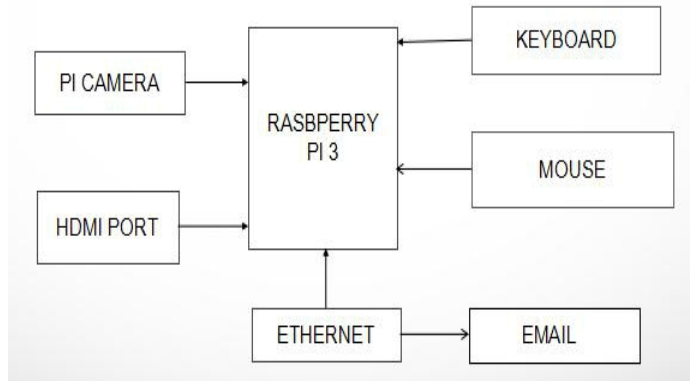 KEYBOARD
PI CAMERA
RASBPERRY
PI 3
MOUSE
HDMI PORT
ETHERNET
EMAIL